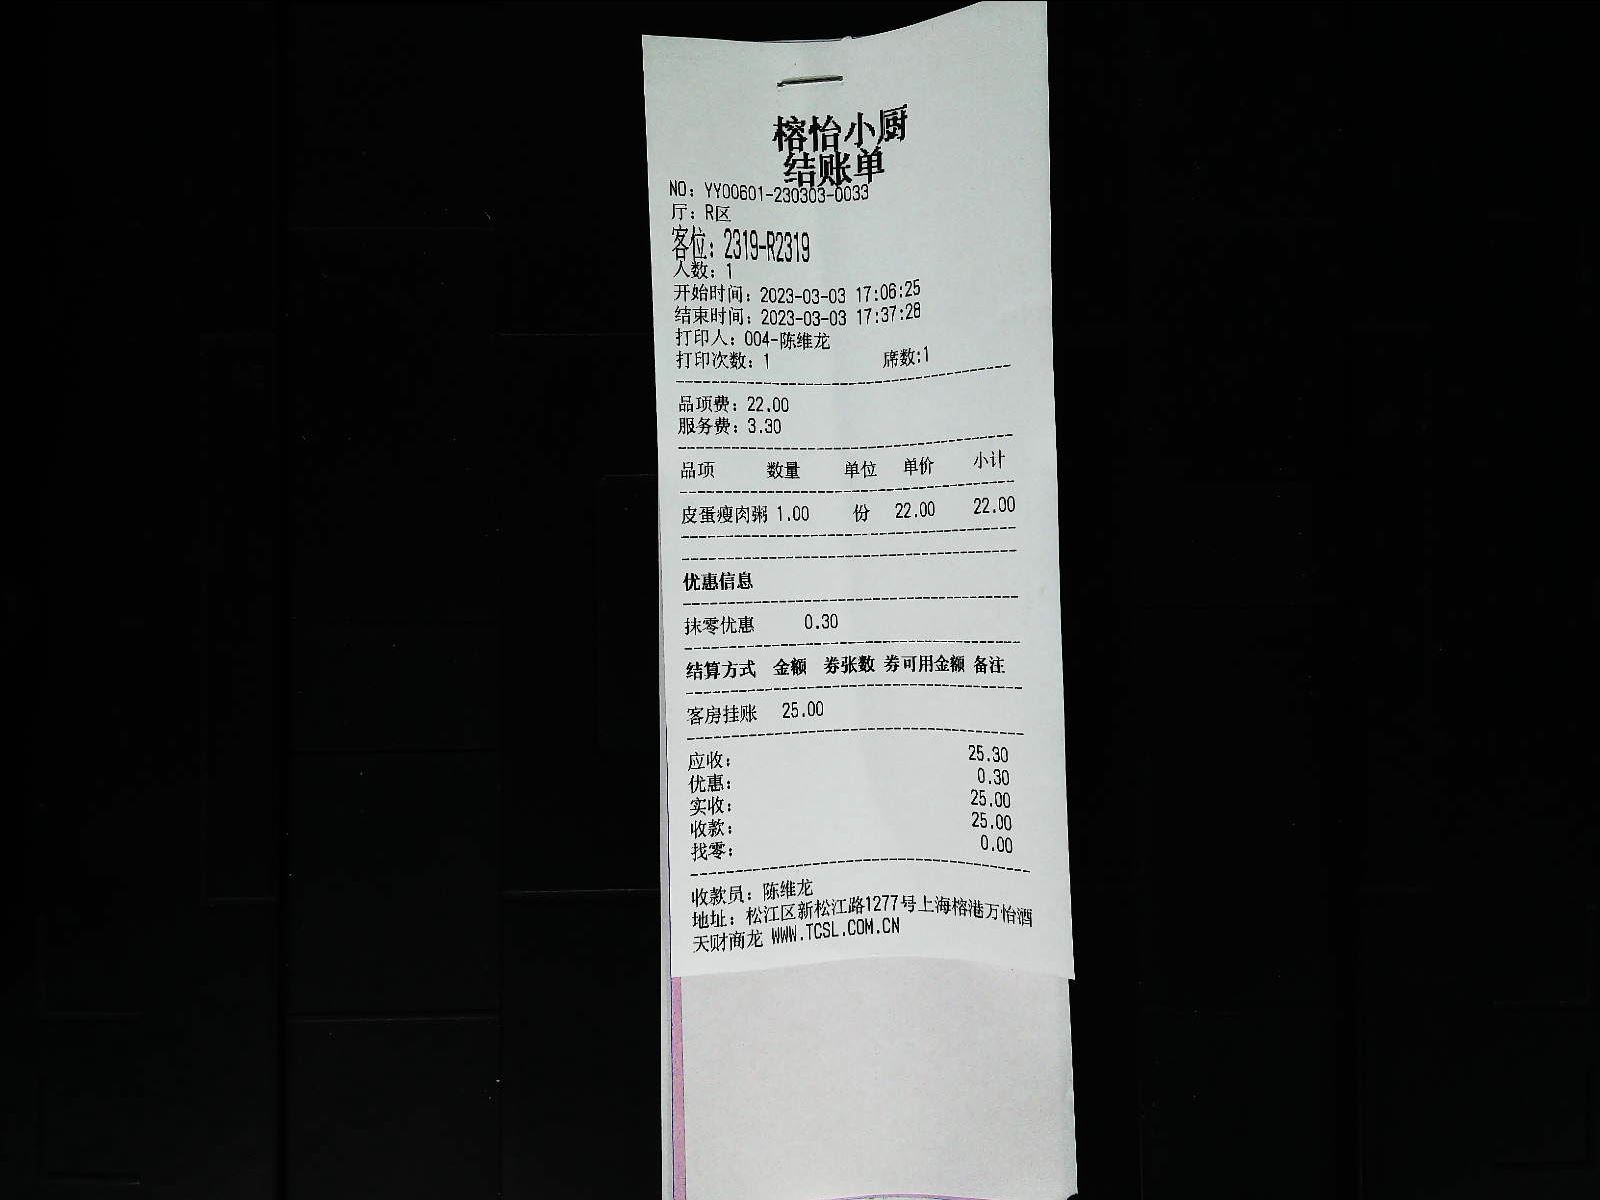 榕怡小厨
结账单
NO: YY00601-230303-0033
厅: R区
客位: 2319-R2319
人数: 1
开始时间: 2023-03-03 17:06:25
结束时间: 2023-03-03 17:37:28
打印人: 004-陈维龙
打印次数: 1 席数:1
品项费: 22.00
服务费: 3.30
品项 数量 单位 单价 小计
皮蛋瘦肉粥 1.00 份 22.00 22.00
优惠信息
抹零优惠 0.30
结算方式 金额 券张数 券可用金额 备注
客房挂账 25.00
应收: 25.30
优惠: 0.30
实收: 25.00
收款: 25.00
找零: 0.00
收款员: 陈维龙
地址: 松江区新松江路1277号上海榕港万怡酒
天财商龙 WWW.TCSL.COM.CN